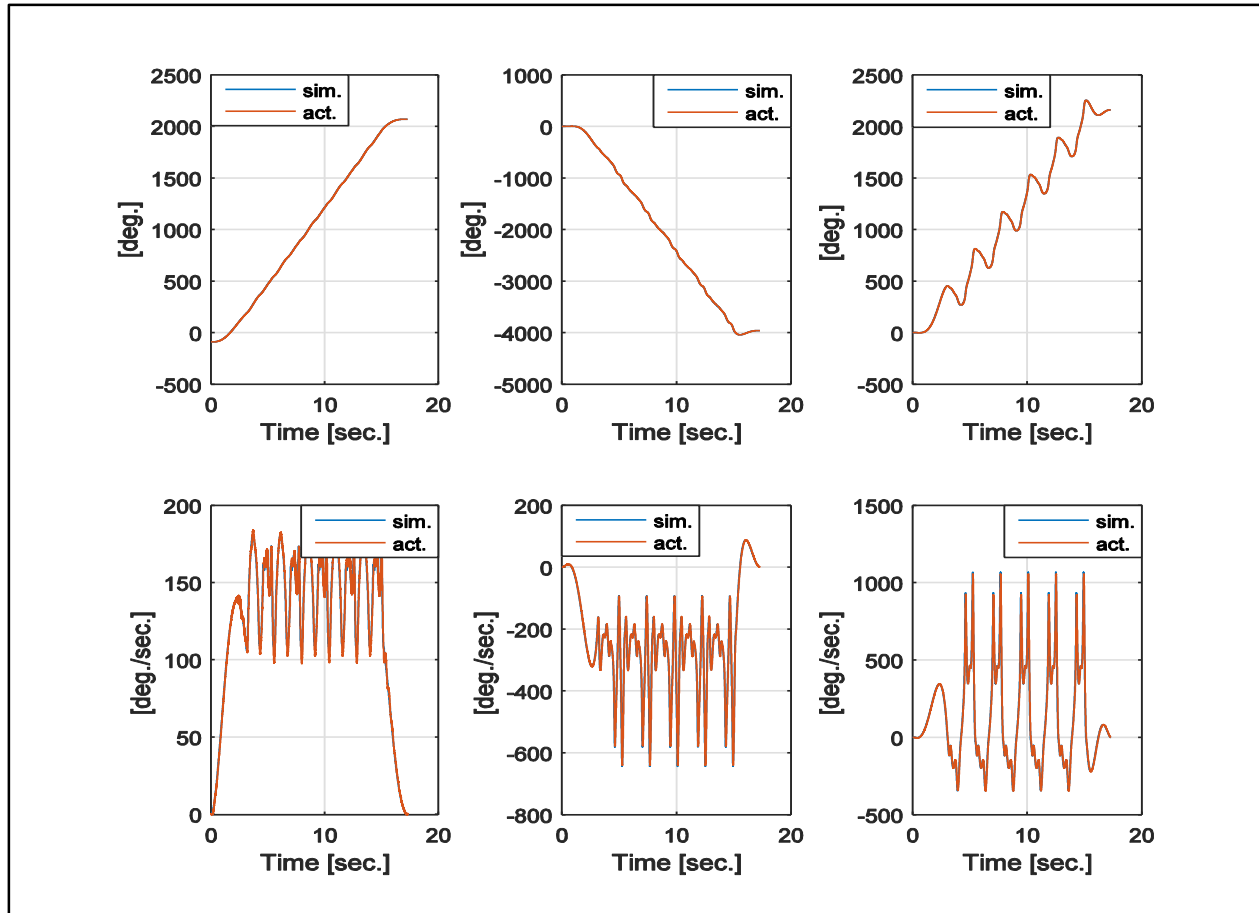 2500
2000
1500
1000
500
0
-500
[deg.]
sim.
act.
0 10 20
Time [sec.]
1000
0
-1000
-2000
-3000
-4000
-5000
[deg.]
sim.
act.
0 10 20
Time [sec.]
2500
2000
1500
1000
500
0
-500
[deg.]
sim.
act.
0 10 20
Time [sec.]
200
150
100
50
0
[deg./sec.]
sim.
act.
0 10 20
Time [sec.]
200
0
-200
-400
-600
-800
[deg./sec.]
sim.
act.
0 10 20
Time [sec.]
1500
1000
500
0
-500
[deg./sec.]
sim.
act.
0 10 20
Time [sec.]